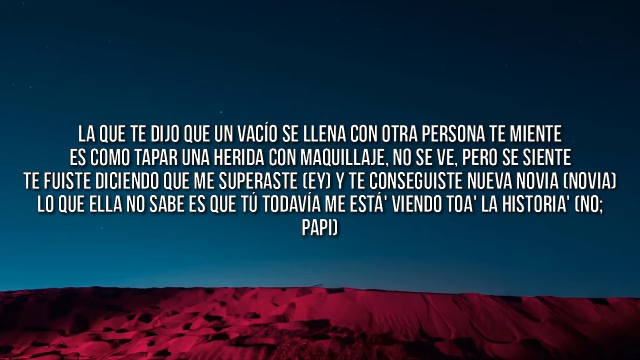 LA QUE TE DIJO QUE UN VACÍO SE LLENA CON OTRA PERSONA TE MIENTE
ES COMO TAPAR UNA HERIDA CON MAQUILLAJE, NO SE VE, PERO SE SIENTE
TE FUISTE DICIENDO QUE ME SUPERASTE (EY) Y TE CONSEGUISTE NUEVA NOVIA (NOVIA)
LO QUE ELLA NO SABE ES QUE TÚ TODAVÍA ME ESTÁ' VIENDO TOA' LA HISTORIA' (NO;
PAPI)